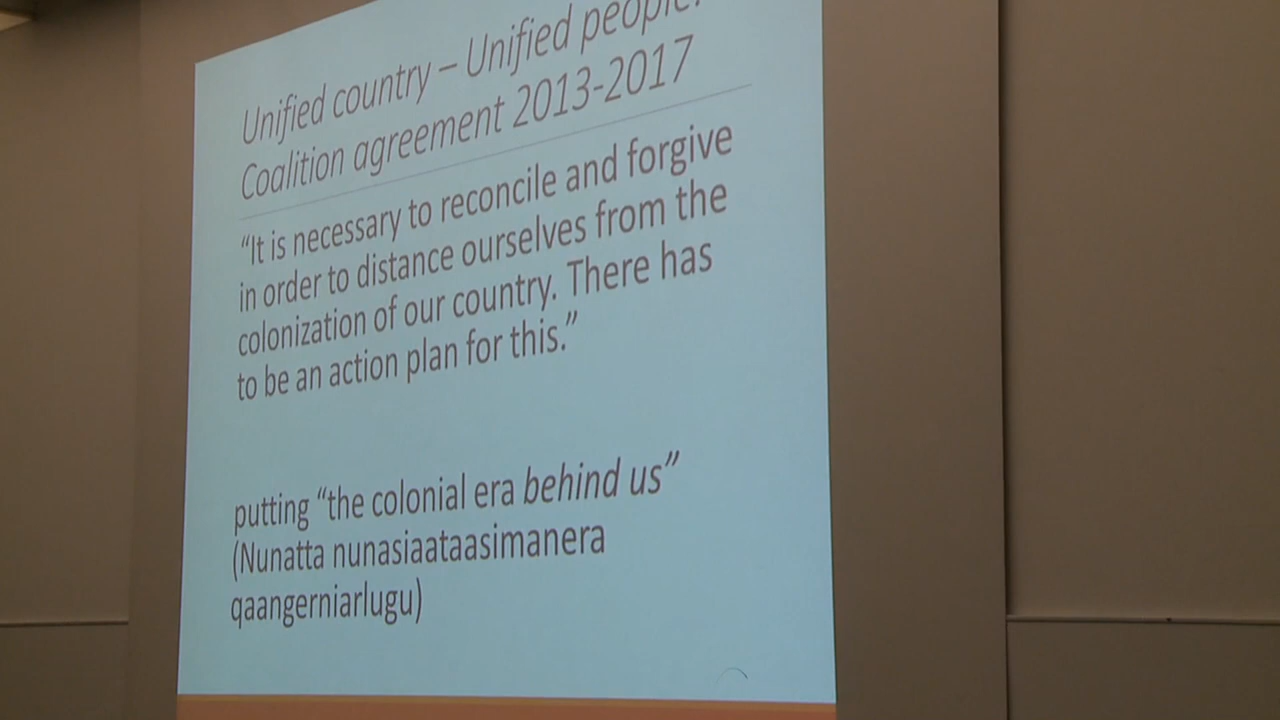 Unified country – Unified people.
Coalition agreement 2013-2017
“It is necessary to reconcile and forgive
in order to distance ourselves from the
colonization of our country. There has
to be an action plan for this.”
putting “the colonial era behind us”
(Nunatta nunasiaataasimanera
qaangerniarlugu)